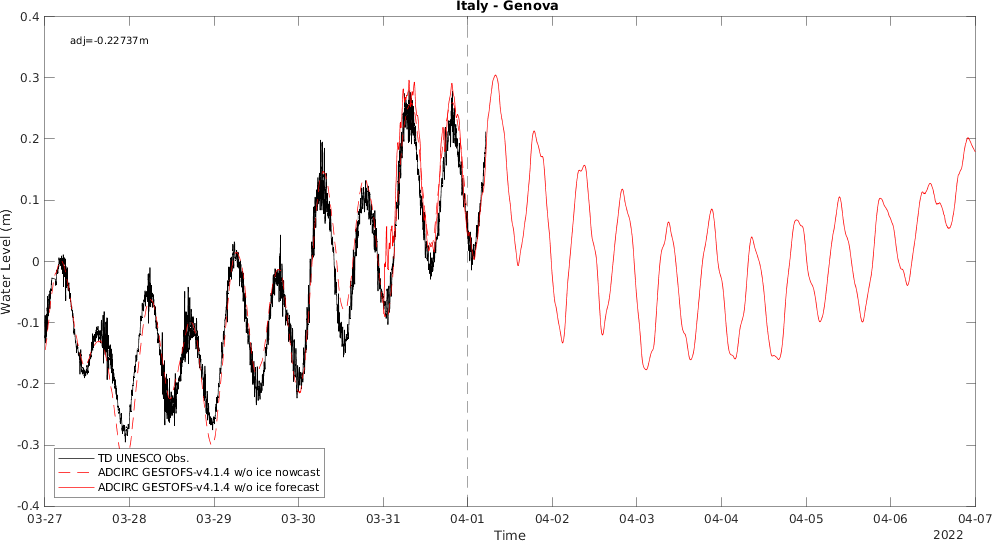 Italy - Genova
adj=-0.22737m
0.4
0.3
0.2
0.1
0
-0.1
-0.2
-0.3
-0.4
Water Level (m)
TD UNESCO Obs.
ADCIRC GESTOFS-v4.1.4 w/o ice nowcast
ADCIRC GESTOFS-v4.1.4 w/o ice forecast
03-27 03-28 03-29 03-30 03-31 04-01 04-02 04-03 04-04 04-05 04-06 04-07
Time
2022